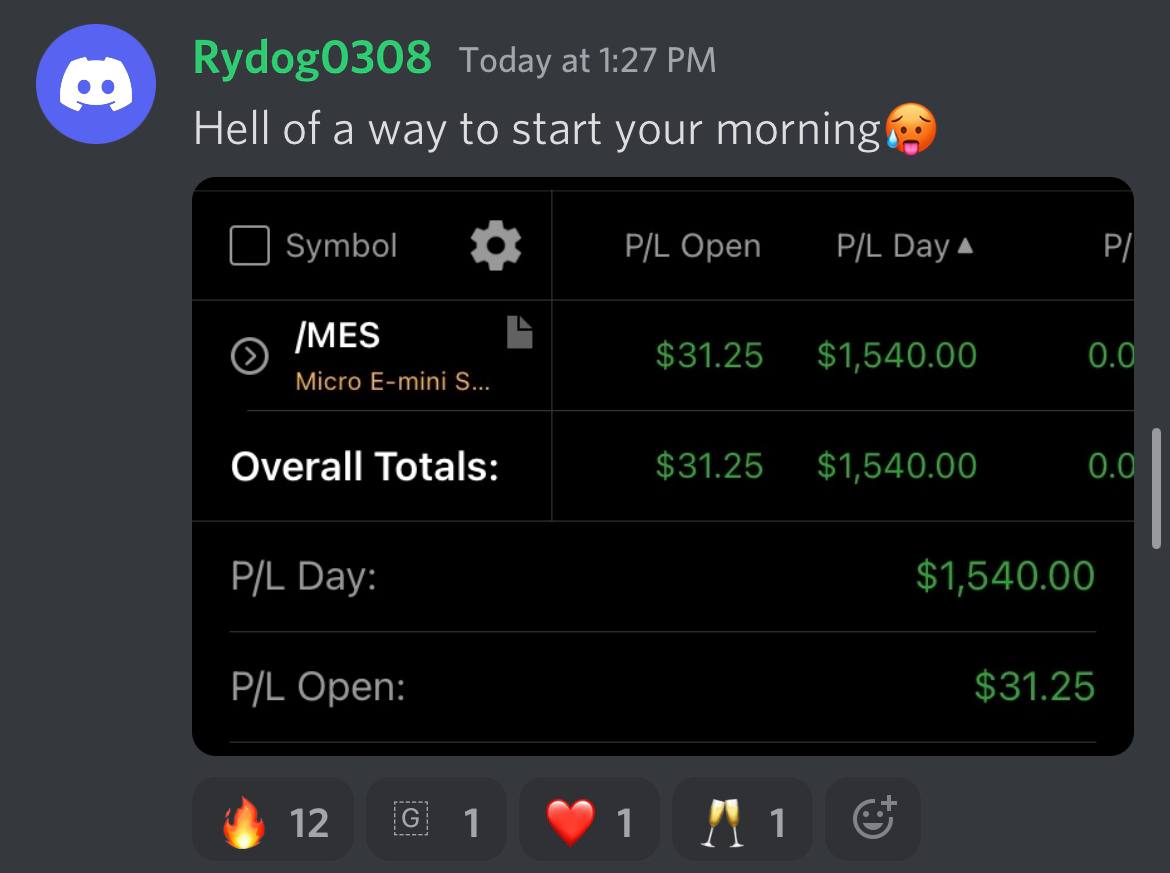 Rydog0308 Today at 1:27 PM
Hell of a way to start your morning🥵
Symbol P/L Open P/L Day▲ P/
/MES $31.25 $1,540.00 0.0
Micro E-mini S...
Overall Totals: $31.25 $1,540.00 0.0
P/L Day: $1,540.00
P/L Open: $31.25
🔥 12 G 1 ❤️ 1 🥂 1